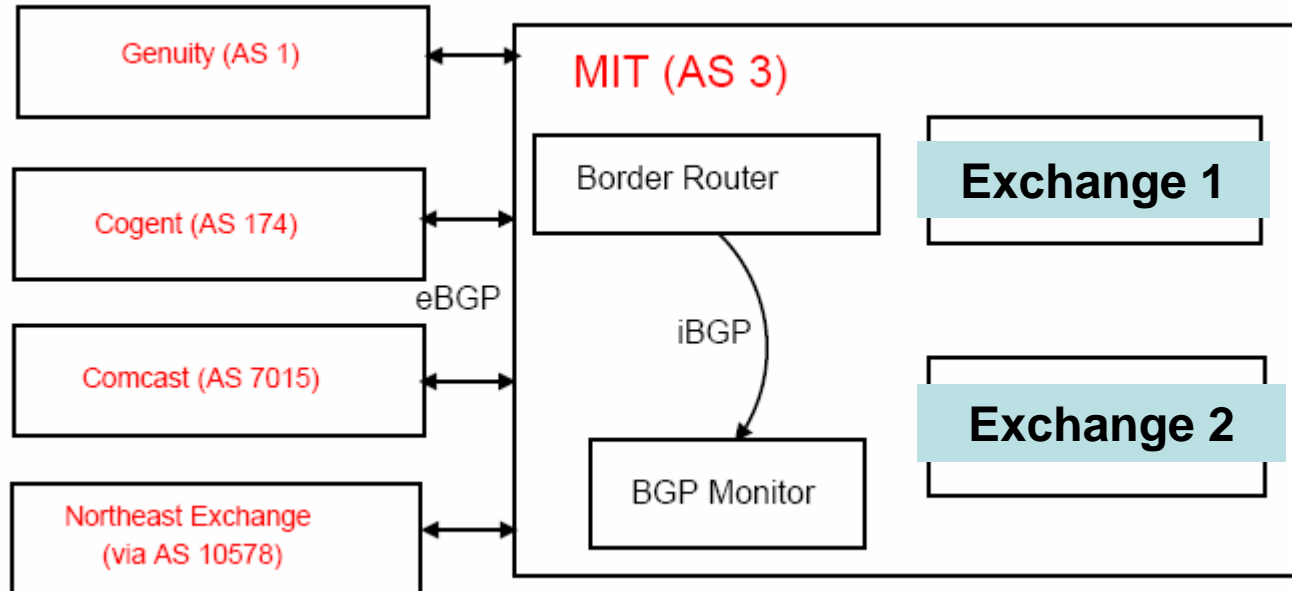 Genuity (AS 1)
Cogent (AS 174)
Comcast (AS 7015)
Northeast Exchange
(via AS 10578)
eBGP
MIT (AS 3)
Border Router
iBGP
BGP Monitor
Exchange 1
Exchange 2